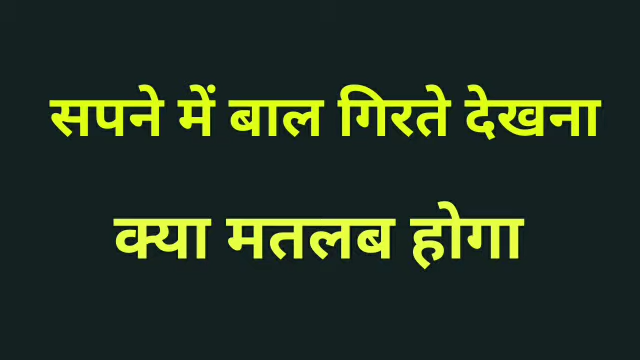 सपने में बाल गिरते देखना
क्या मतलब होगा